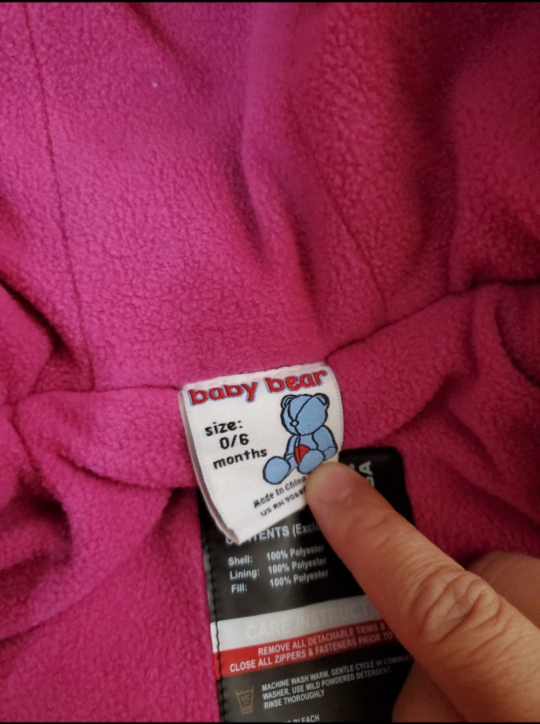 baby bear
size:
0/6
months
Made in China
Shell: 100% Polyester
Lining: 100% Polyester
Fill: 100% Polyester
CARE
REMOVE ALL DETACHABLE TRIMS &
CLOSE ALL ZIPPERS & FASTENERS PRIOR TO
MACHINE WASH WARM, GENTLE CYCLE IN
WASHER, USE MILD POWDERED DETERGENT
RINSE THOROUGHLY
BLEACH